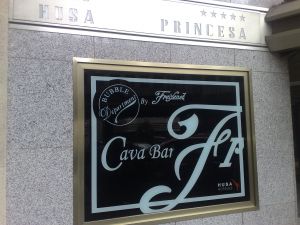 HUSA PRINCESA
BUBBLE
Department
By Freixenet
Cava Bar
Fr
HUSA